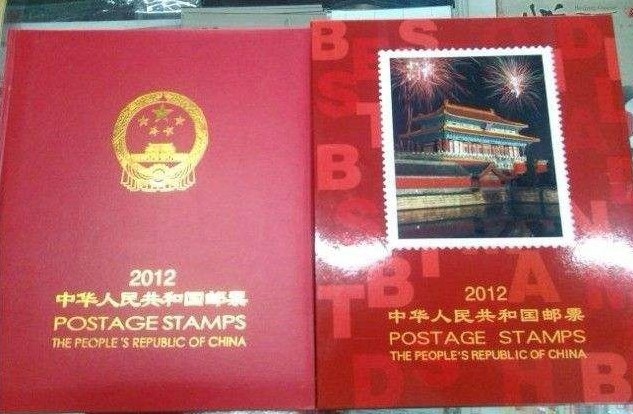 2012
中华人民共和国邮票
POSTAGE STAMPS
THE PEOPLE'S REPUBLIC OF CHINA
2012
中华人民共和国邮票
POSTAGE STAMPS
THE PEOPLE'S REPUBLIC OF CHINA